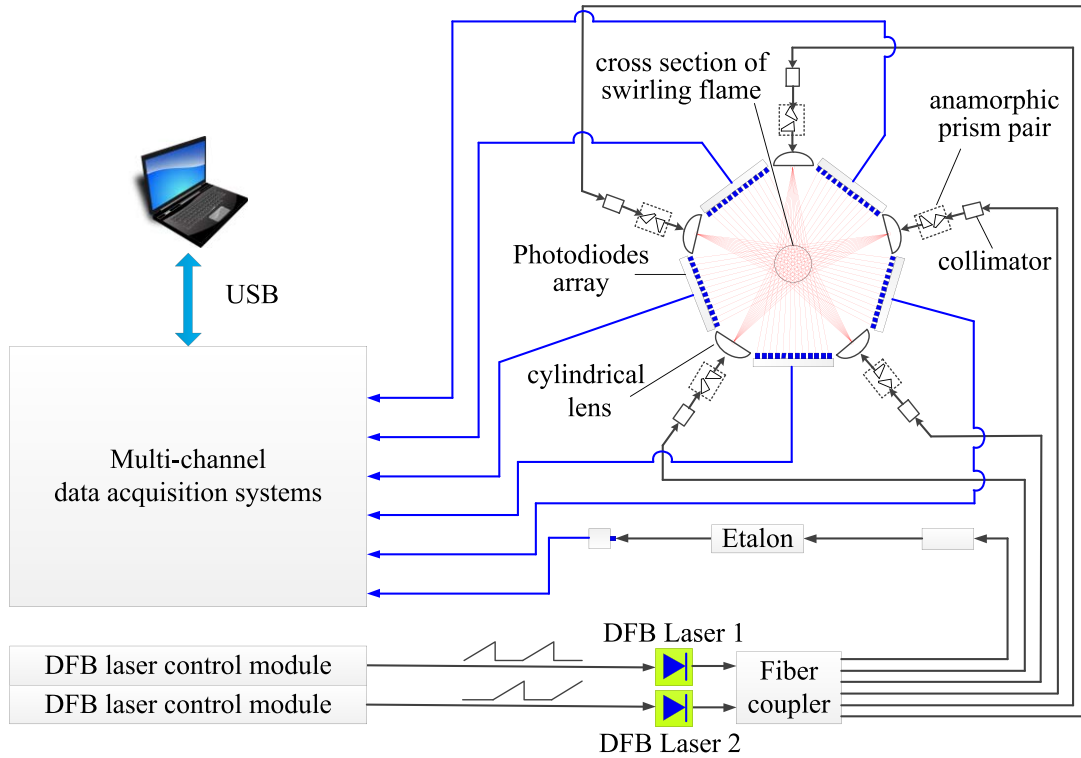 cross section of
swirling flame
anamorphic
prism pair
Photodiodes
array
collimator
USB
cylindrical
lens
Multi-channel
data acquisition systems
Etalon
DFB Laser 1
DFB laser control module
DFB laser control module
Fiber
coupler
DFB Laser 2